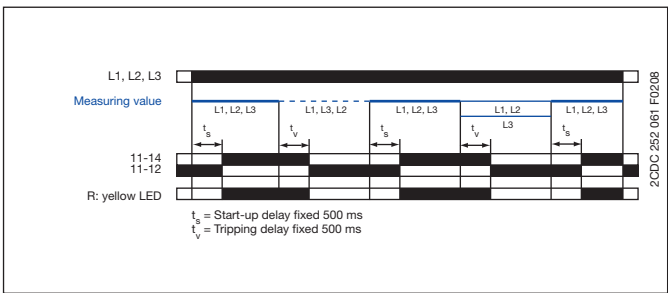 L1, L2, L3
Measuring value
L1, L2, L3
L1, L3, L2
L1, L2, L3
L1, L2
L3
L1, L2, L3
ts
tv
ts
tv
ts
11-14
11-12
R: yellow LED
ts = Start-up delay fixed 500 ms
tv = Tripping delay fixed 500 ms
2CDC 252 061 F0208